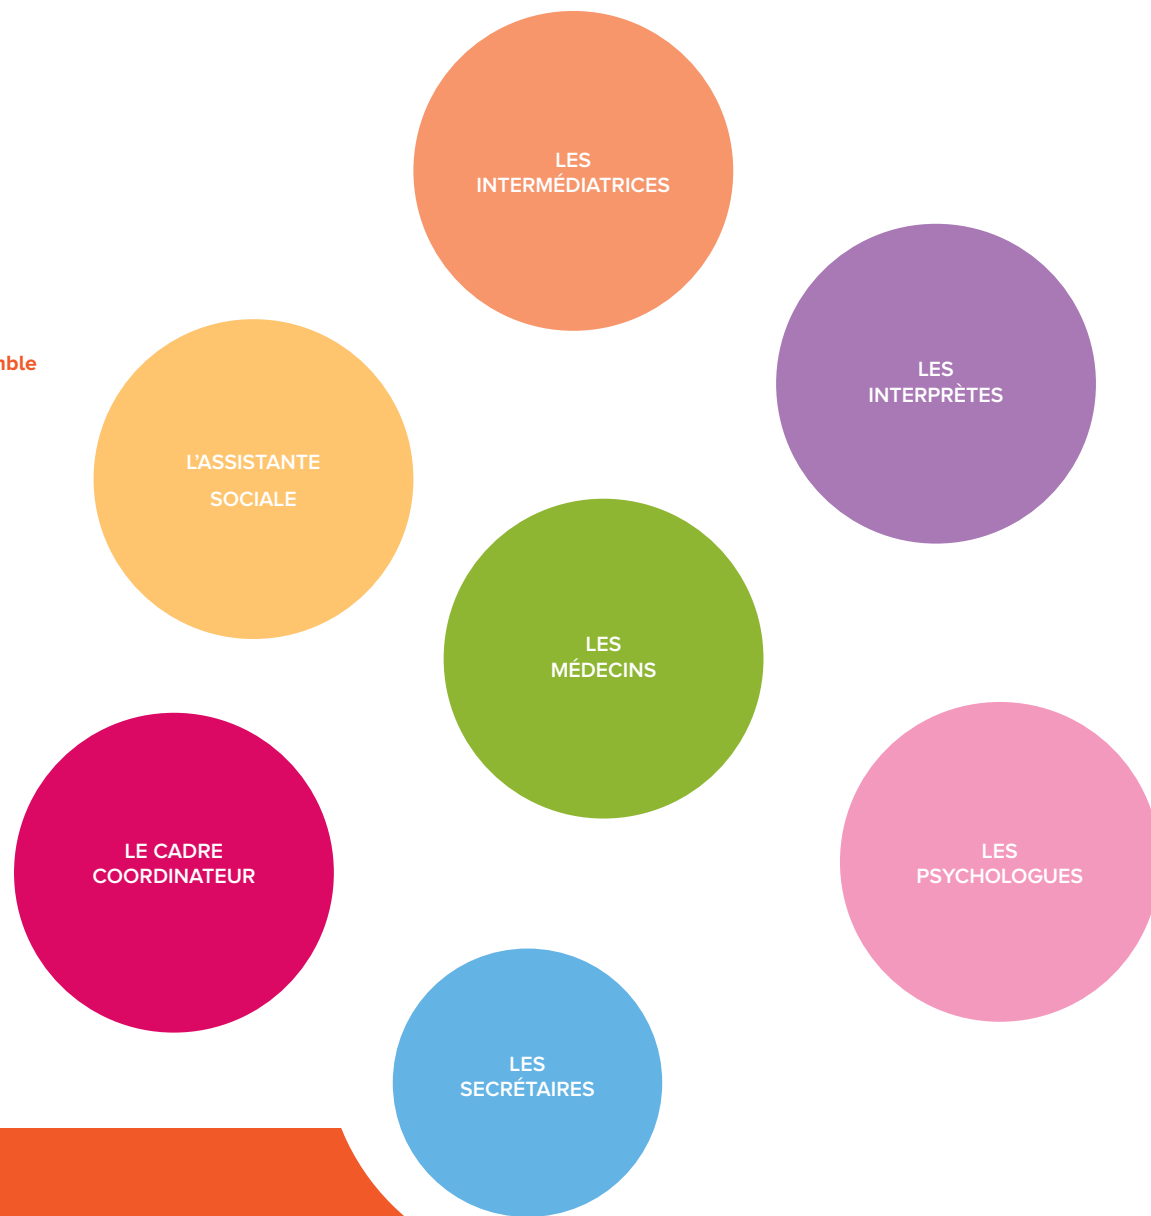 LES
INTERMÉDIATRICES
LES
INTERPRÈTES
L'ASSISTANTE
SOCIALE
LES
MÉDECINS
LE CADRE
COORDINATEUR
LES
PSYCHOLOGUES
LES
SECRÉTAIRES